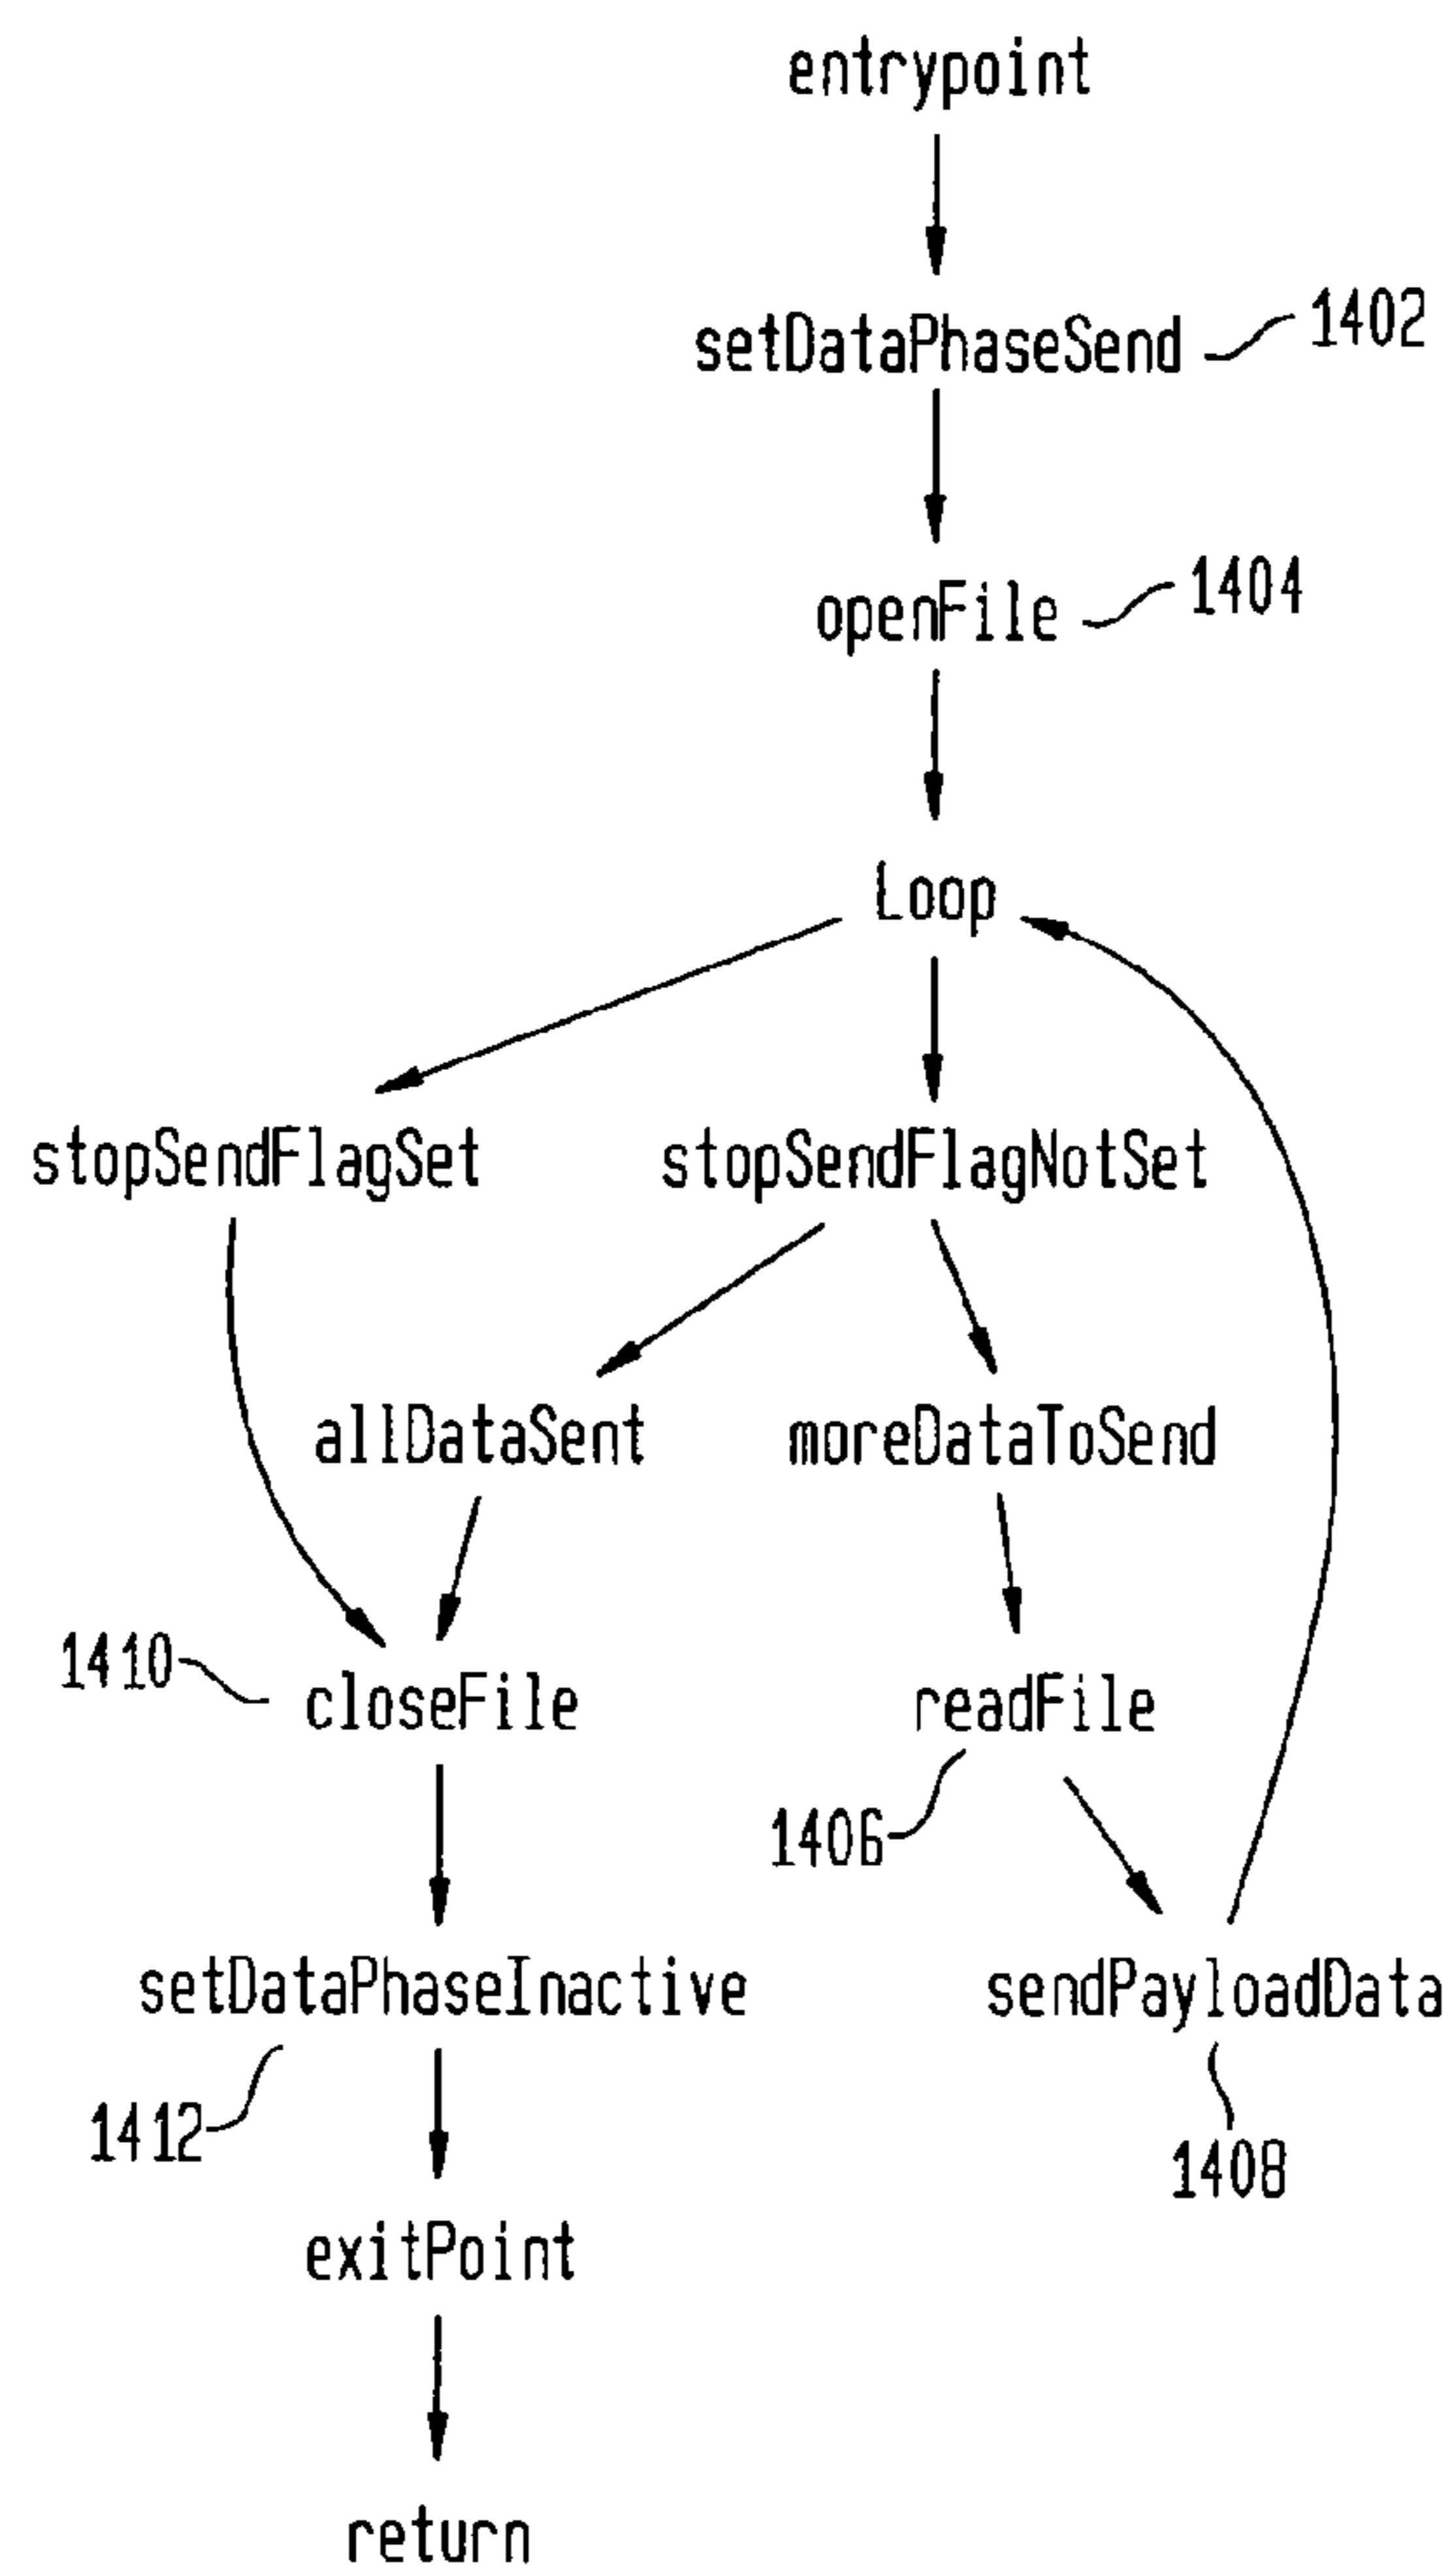 entrypoint
setDataPhaseSend 1402
openFile 1404
Loop
stopSendFlagSet stopSendFlagNotSet
allDataSent moreDataToSend
1410 closeFile readFile
1406
setDataPhaseInactive sendPayloadData
1412 1408
exitPoint
return